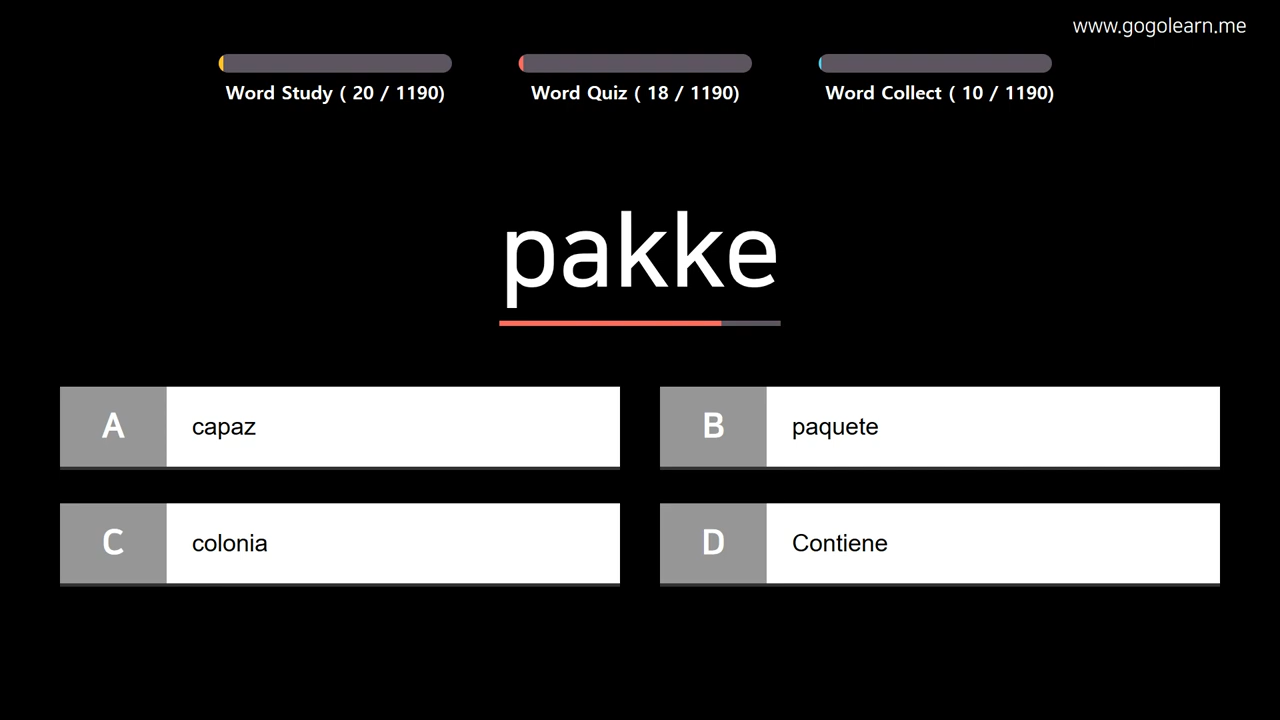 www.gogolearn.me
Word Study ( 20 / 1190)
Word Quiz ( 18 / 1190)
Word Collect ( 10 / 1190)
pakke
A capaz
B paquete
C colonia
D Contiene